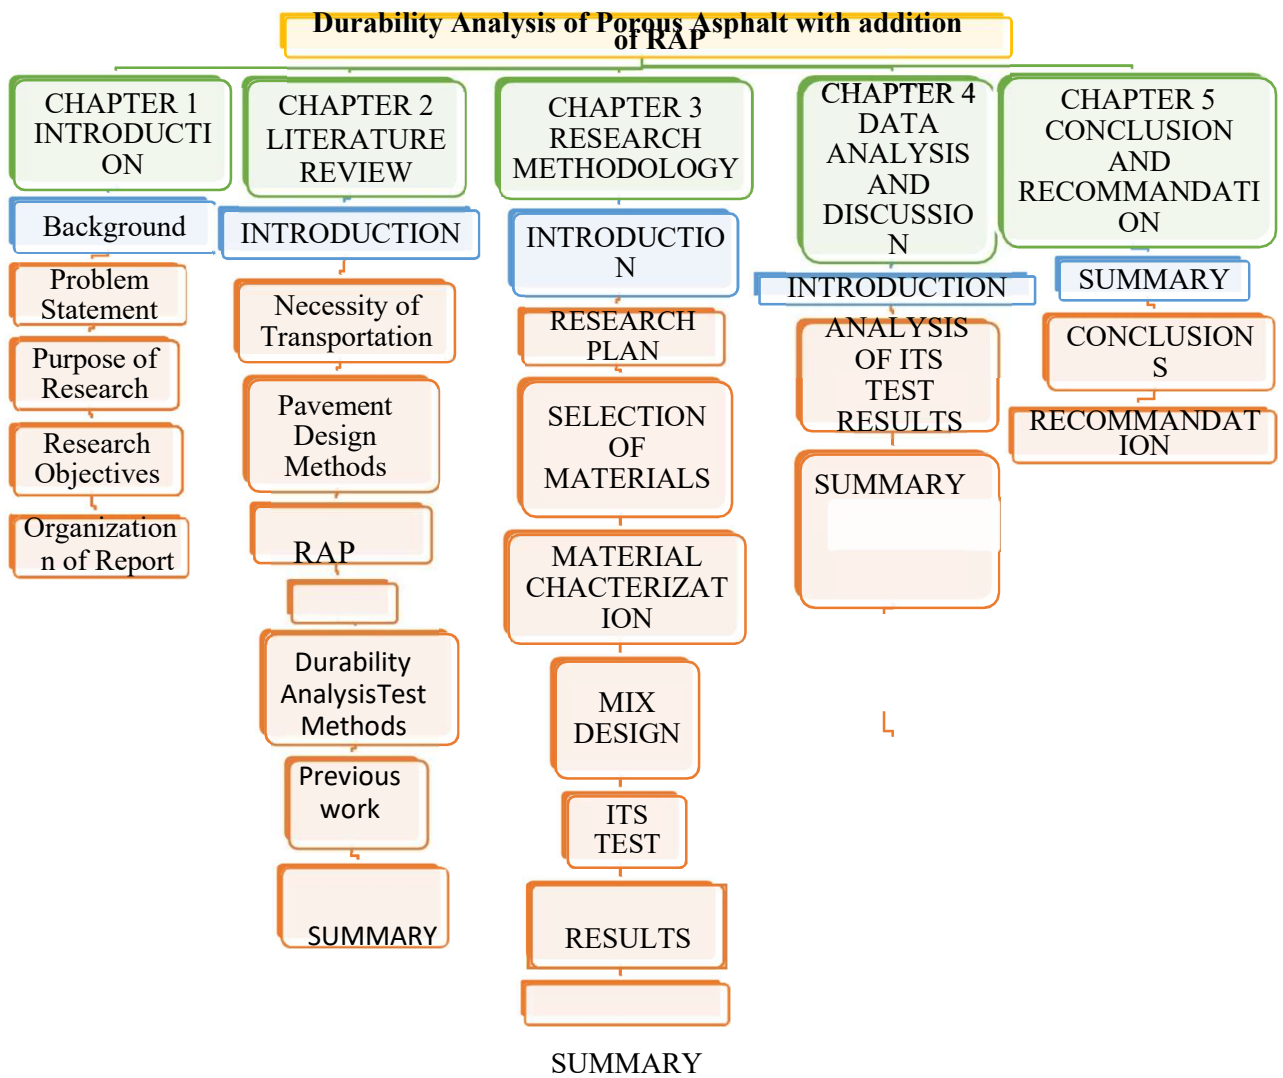 Durability Analysis of Porous Asphalt with addition
of RAP
CHAPTER 1
INTRODUCTI
ON
Background
Problem
Statement
Purpose of
Research
Research
Objectives
Organization
n of Report
CHAPTER 2
LITERATURE
REVIEW
INTRODUCTION
Necessity of
Transportation
Pavement
Design
Methods
RAP
Durability
AnalysisTest
Methods
Previous
work
SUMMARY
CHAPTER 3
RESEARCH
METHODOLOGY
INTRODUCTIO
N
RESEARCH
PLAN
SELECTION
OF
MATERIALS
MATERIAL
CHACTERIZAT
ION
MIX
DESIGN
ITS
TEST
RESULTS
SUMMARY
CHAPTER 4
DATA
ANALYSIS
AND
DISCUSSIO
N
INTRODUCTION
ANALYSIS
OF ITS
TEST
RESULTS
SUMMARY
CHAPTER 5
CONCLUSION
AND
RECOMMANDATI
ON
SUMMARY
CONCLUSION
S
RECOMMANDAT
ION